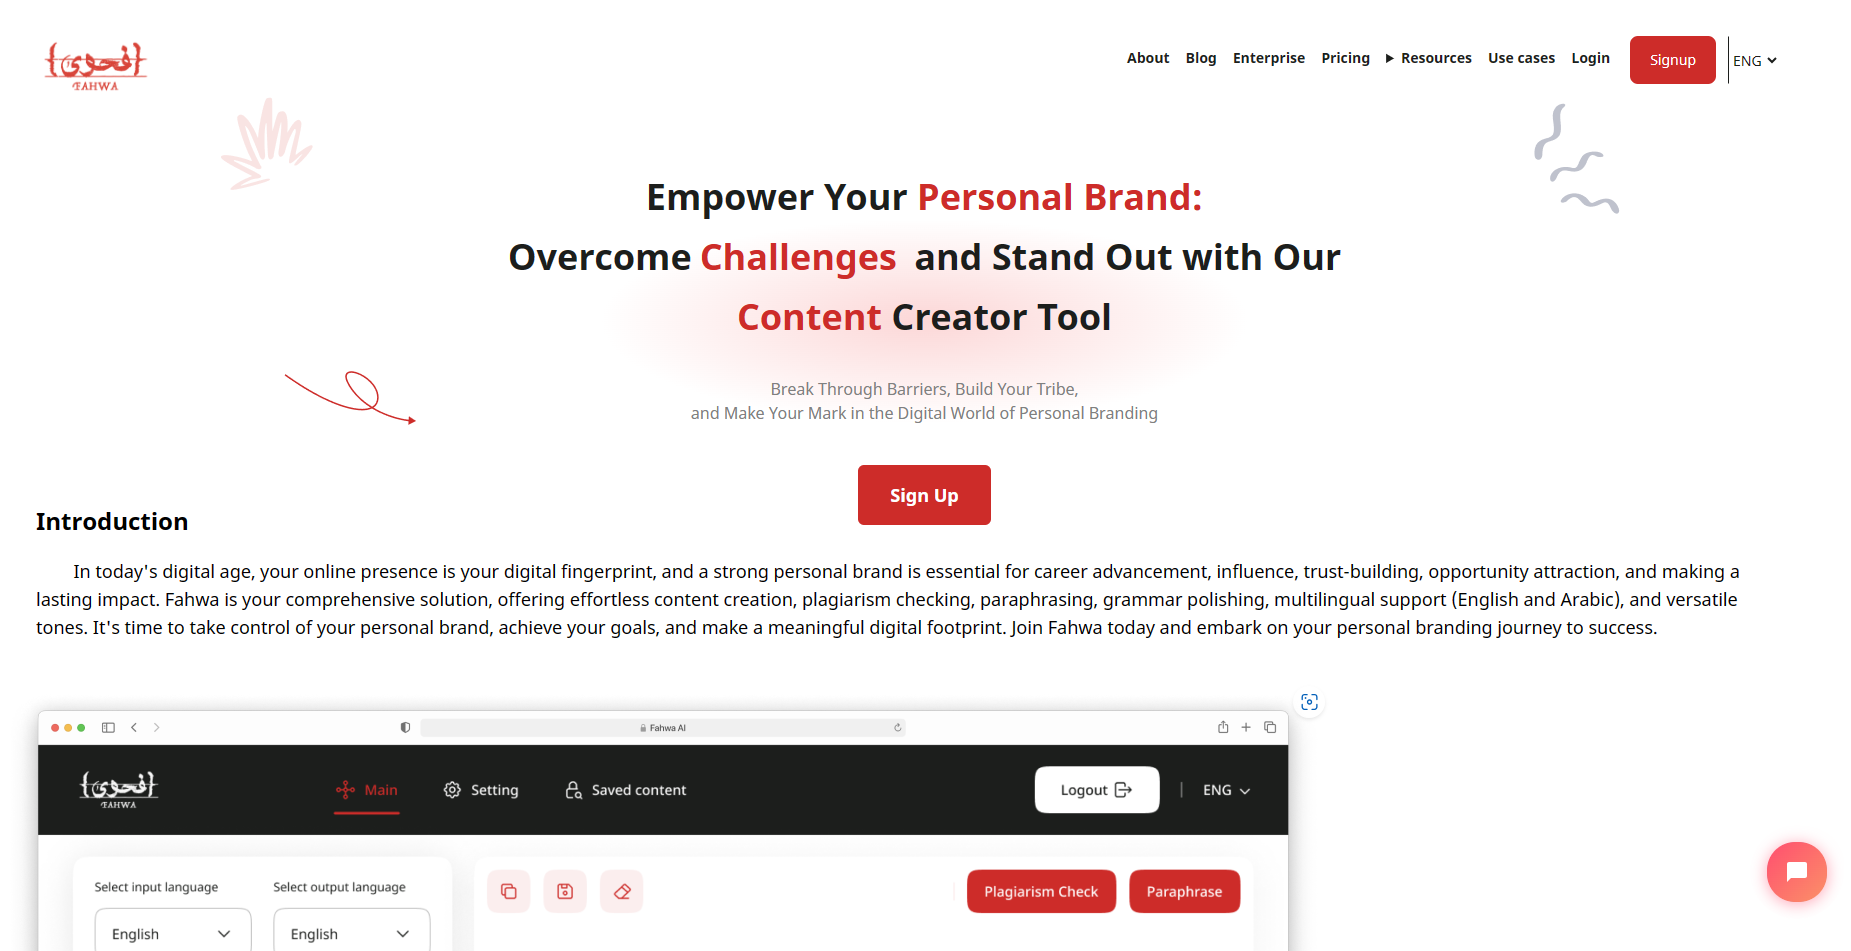 {فحوى}
FAHWA
About Blog Enterprise Pricing Resources Use cases Login Signup ENG
Empower Your Personal Brand:
Overcome Challenges and Stand Out with Our
Content Creator Tool
Break Through Barriers, Build Your Tribe,
and Make Your Mark in the Digital World of Personal Branding
Sign Up
Introduction
In today's digital age, your online presence is your digital fingerprint, and a strong personal brand is essential for career advancement, influence, trust-building, opportunity attraction, and making a
lasting impact. Fahwa is your comprehensive solution, offering effortless content creation, plagiarism checking, paraphrasing, grammar polishing, multilingual support (English and Arabic), and versatile
tones. It's time to take control of your personal brand, achieve your goals, and make a meaningful digital footprint. Join Fahwa today and embark on your personal branding journey to success.
Fahwa AI
{فحوى}
FAHWA
Main Setting Saved content Logout ENG
Select input language Select output language
Plagiarism Check Paraphrase
English English